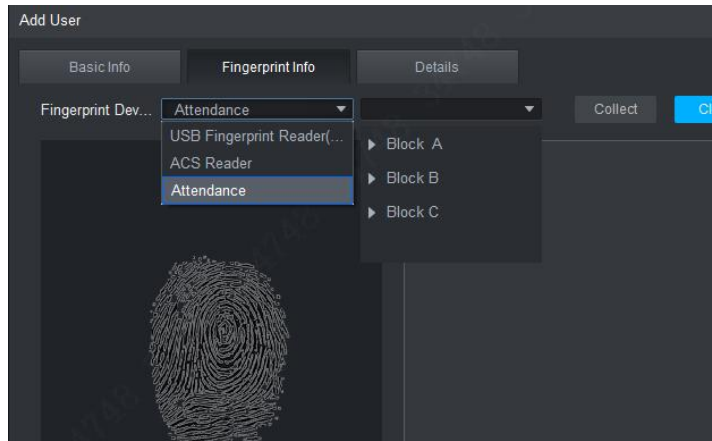 Add User
Basic Info Fingerprint Info Details
Fingerprint Dev... Attendance Collect Cl
USB Fingerprint Reader(...
ACS Reader
Attendance
Block A
Block B
Block C